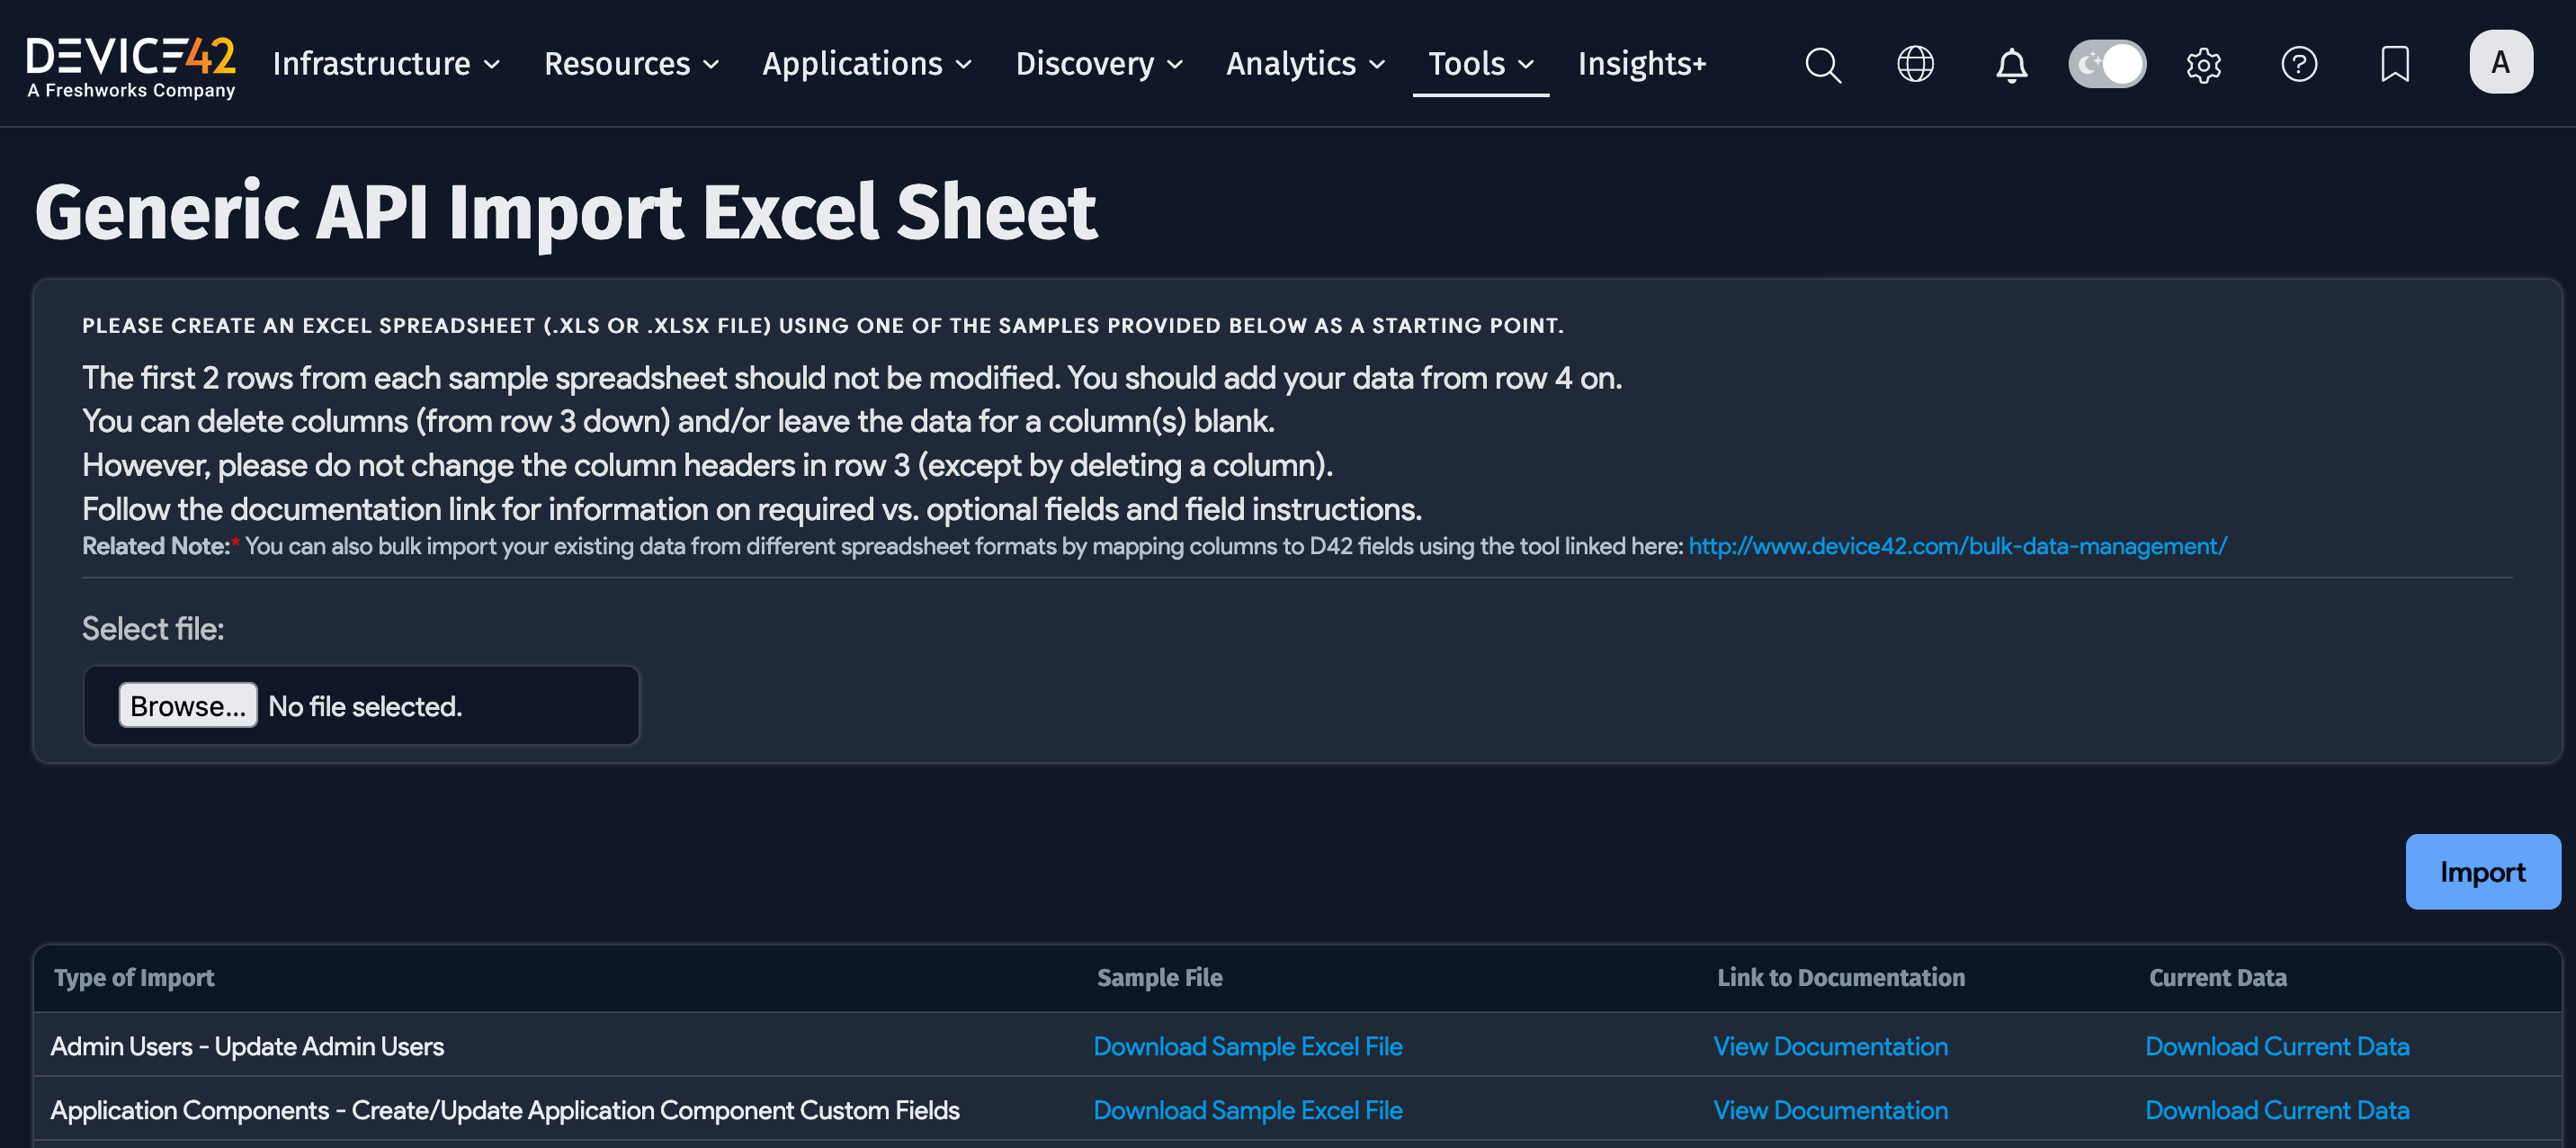 DEVICE42
A Freshworks Company
Infrastructure
Resources
Applications
Discovery
Analytics
Tools
Insights+
A
Generic API Import Excel Sheet
PLEASE CREATE AN EXCEL SPREADSHEET (.XLS OR .XLSX FILE) USING ONE OF THE SAMPLES PROVIDED BELOW AS A STARTING POINT.
The first 2 rows from each sample spreadsheet should not be modified. You should add your data from row 4 on.
You can delete columns (from row 3 down) and/or leave the data for a column(s) blank.
However, please do not change the column headers in row 3 (except by deleting a column).
Follow the documentation link for information on required vs. optional fields and field instructions.
Related Note:* You can also bulk import your existing data from different spreadsheet formats by mapping columns to D42 fields using the tool linked here: http://www.device42.com/bulk-data-management/
Select file:
Browse... No file selected.
Import
Type of Import Sample File Link to Documentation Current Data
Admin Users - Update Admin Users Download Sample Excel File View Documentation Download Current Data
Application Components - Create/Update Application Component Custom Fields Download Sample Excel File View Documentation Download Current Data